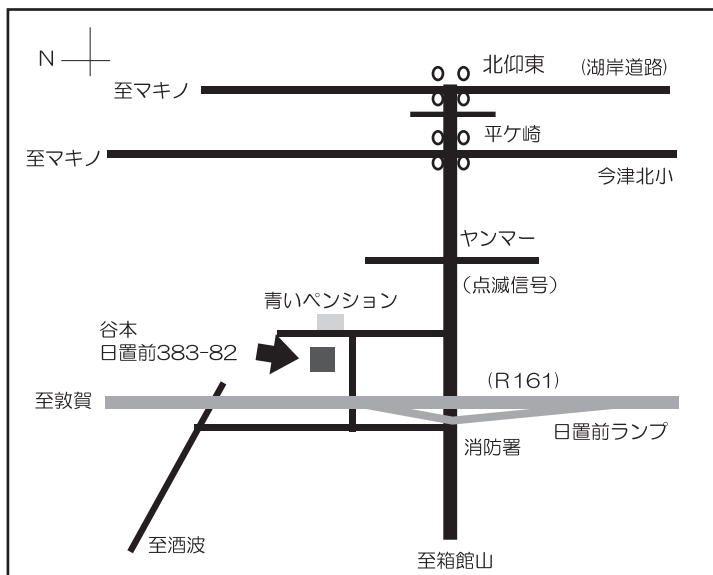 N
北仰東
(湖岸道路)
至マキノ
平ケ崎
至マキノ
今津北小
ヤンマー
(点滅信号)
青いペンション
谷本
日置前383-82
(R161)
至敦賀
日置前ランプ
消防署
至酒波
至箱館山